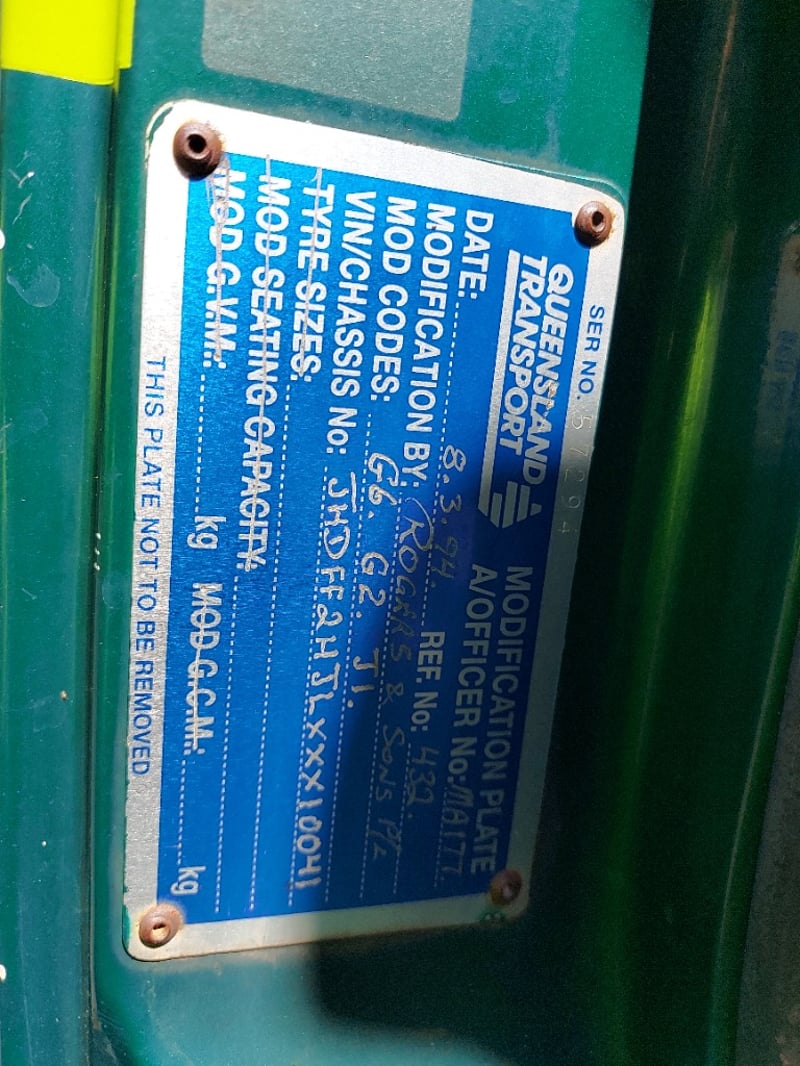 SER NO. 57294
QUEENSLAND TRANSPORT
MODIFICATION PLATE
A/OFFICER No: MA177
DATE: 8.3.94. REF. No: 432.
MODIFICATION BY: ROGERS & SONS P/L
MOD CODES: G6. G2. J1.
VIN/CHASSIS No: JHDFF2HJLXXX10041
TYRE SIZES:
MOD SEATING CAPACITY:
MOD G.V.M.: kg MOD G.C.M.: kg
THIS PLATE NOT TO BE REMOVED